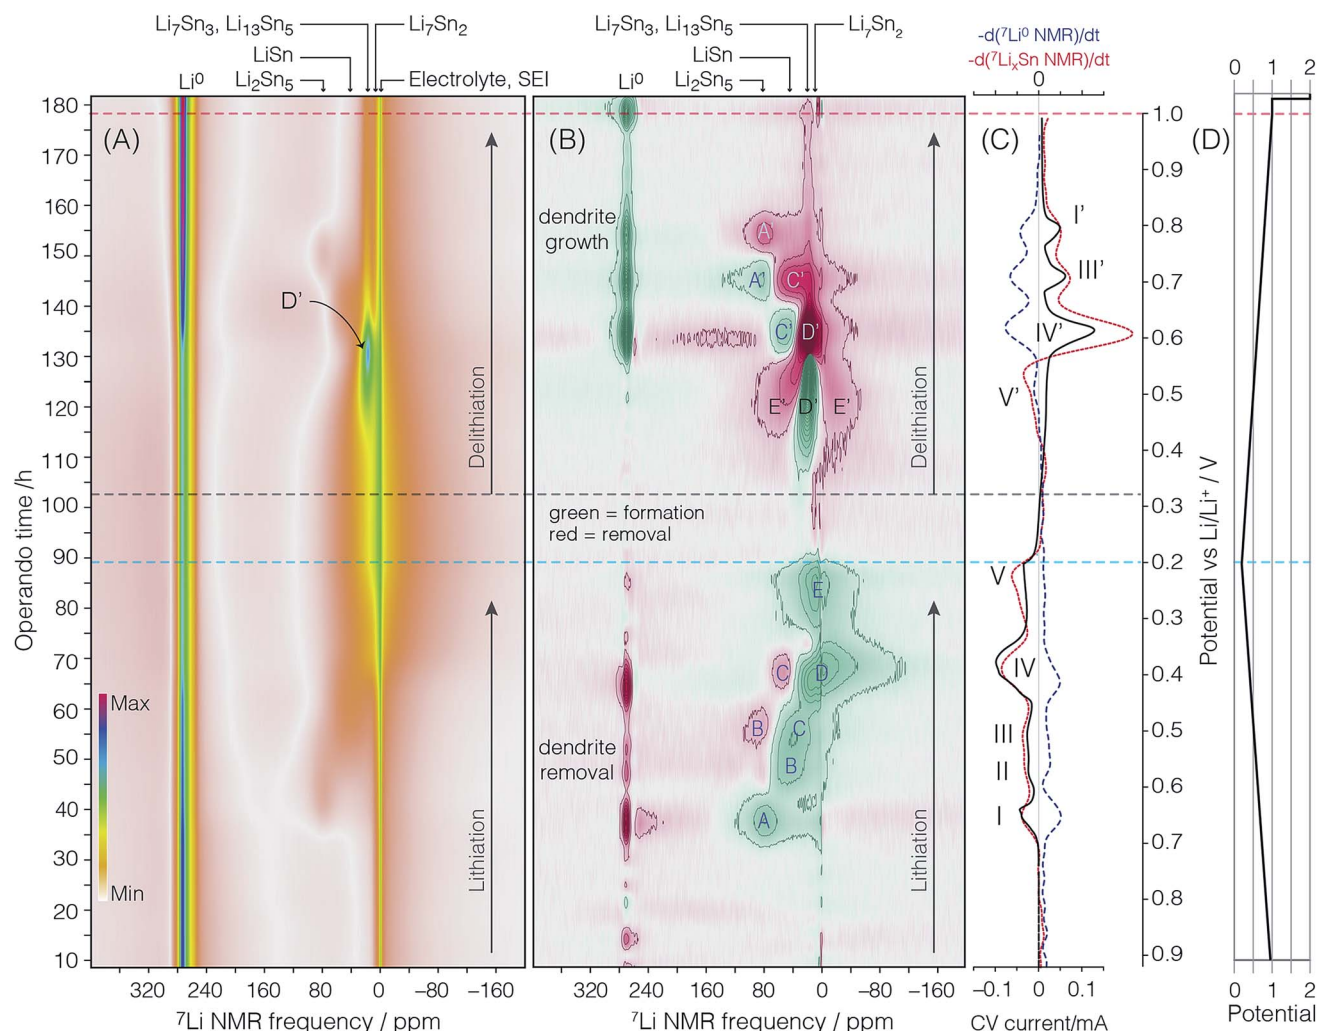 Li₇Sn₃, Li₁₃Sn₅
Li₇Sn₂
LiSn
Li⁰
Li₂Sn₅
Electrolyte, SEI
Li₇Sn₃, Li₁₃Sn₅
Li₇Sn₂
LiSn
Li⁰
Li₂Sn₅
-d(⁷Li⁰ NMR)/dt
-d(⁷LiₓSn NMR)/dt
0
0 1 2
(A)
(B)
(C)
(D)
180
170
160
150
140
130
120
110
100
90
80
70
60
50
40
30
20
10
Operando time /h
D'
Delithiation
Lithiation
Max
Min
320 240 160 80 0 –80 –160
⁷Li NMR frequency / ppm
dendrite
growth
A
A'
C'
C'
D'
E' D' E'
Delithiation
green = formation
red = removal
E
C D
B C
B
dendrite
removal
A
Lithiation
320 240 160 80 0 –80 –160
⁷Li NMR frequency / ppm
I'
III'
IV'
V'
V
IV
III
II
I
–0.1 0 0.1
CV current/mA
1.0
0.9
0.8
0.7
0.6
0.5
0.4
0.3
0.2
0.3
0.4
0.5
0.6
0.7
0.8
0.9
Potential vs Li/Li⁺ / V
0 1 2
Potential